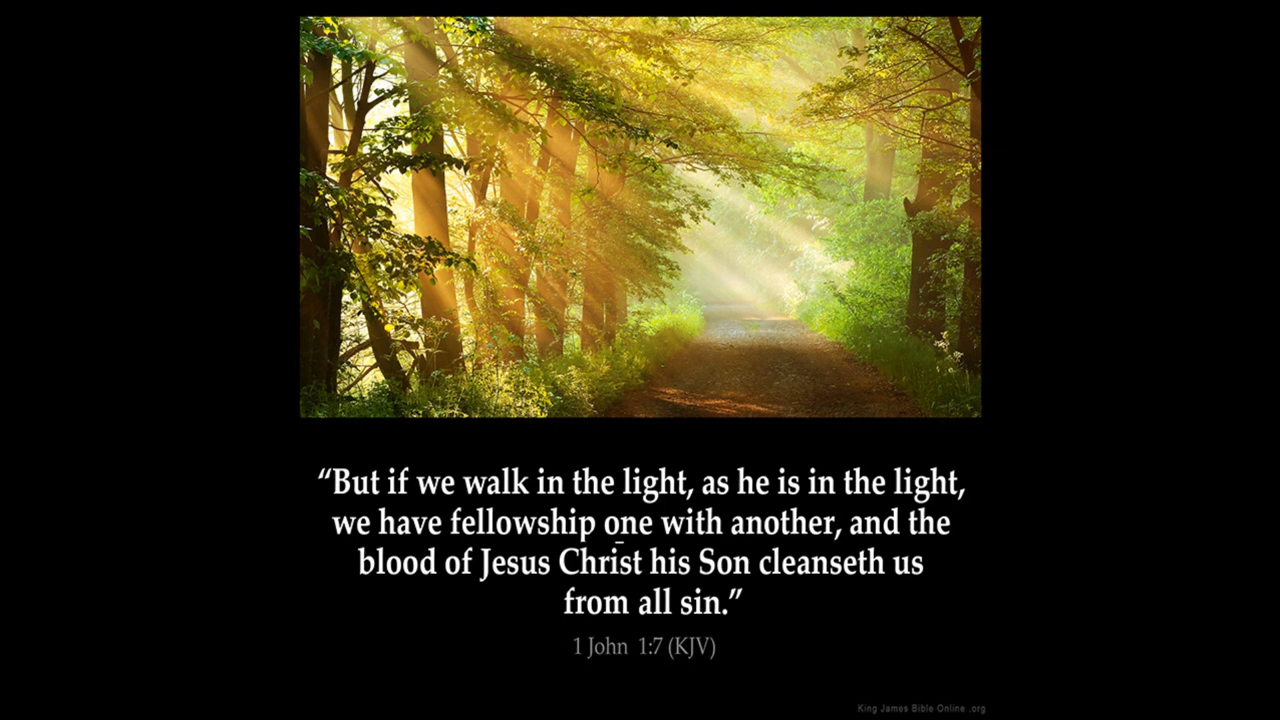 “But if we walk in the light, as he is in the light,
we have fellowship one with another, and the
blood of Jesus Christ his Son cleanseth us
from all sin.”
1 John 1:7 (KJV)
King James Bible Online .org